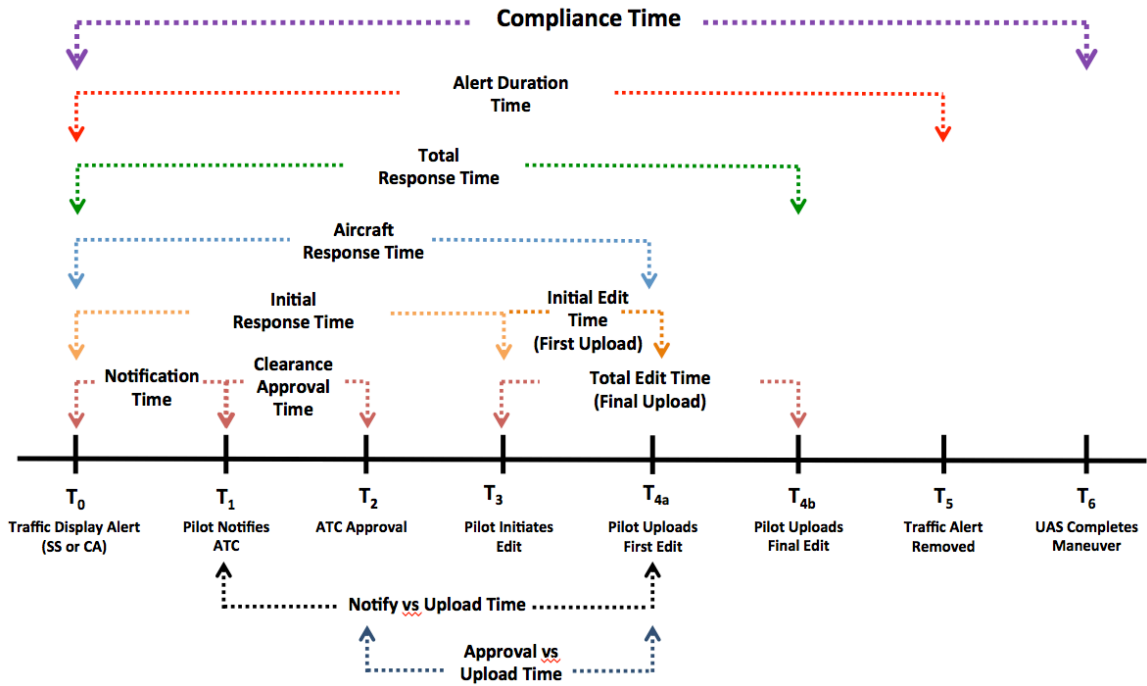 Compliance Time
Alert Duration
Time
Total
Response Time
Aircraft
Response Time
Initial
Response Time
Initial Edit
Time
(First Upload)
Notification
Time
Clearance
Approval
Time
Total Edit Time
(Final Upload)
T0
T1
T2
T3
T4a
T4b
T5
T6
Traffic Display Alert
(SS or CA)
Pilot Notifies
ATC
ATC Approval
Pilot Initiates
Edit
Pilot Uploads
First Edit
Pilot Uploads
Final Edit
Traffic Alert
Removed
UAS Completes
Maneuver
Notify vs Upload Time
Approval vs
Upload Time